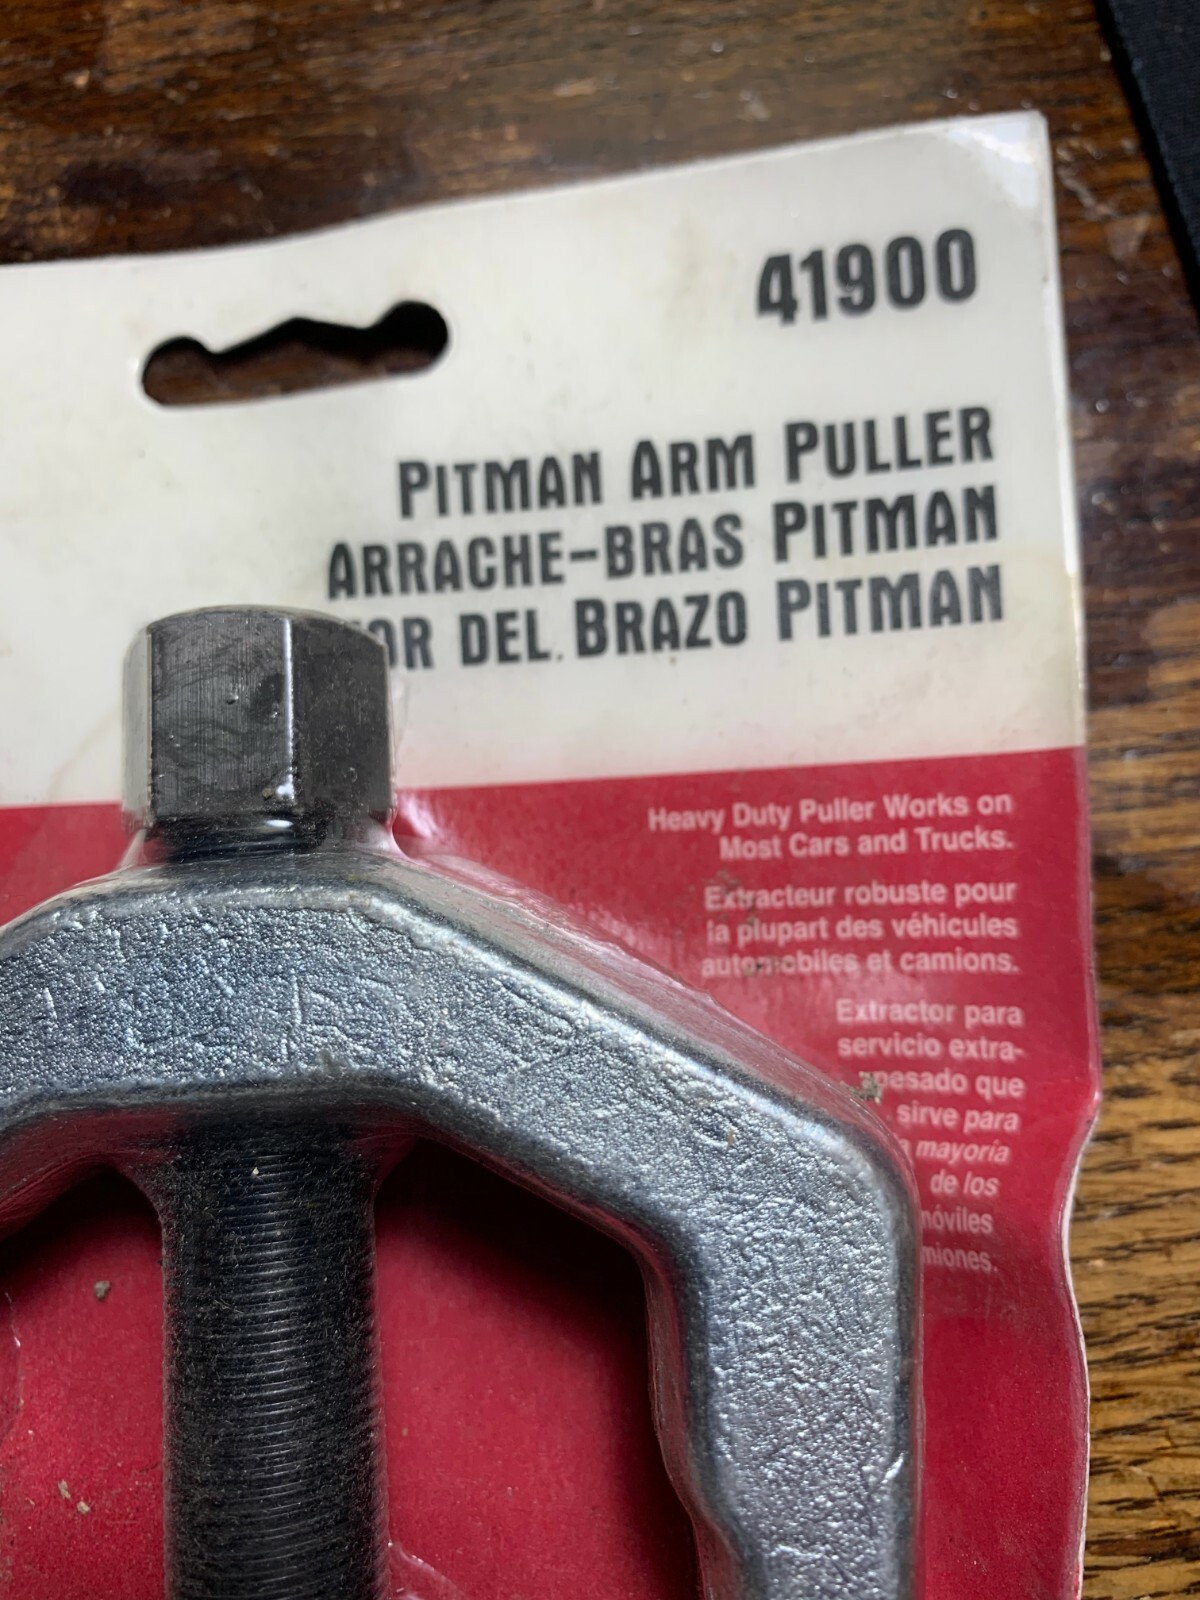 41900
PITMAN ARM PULLER
ARRACHE-BRAS PITMAN
DEL BRAZO PITMAN
Heavy Duty Puller Works on
Most Cars and Trucks.
Extracteur robuste pour
la plupart des véhicules
automobiles et camions.
Extractor para
servicio extra-
pesado que
sirve para
mayoría
de los